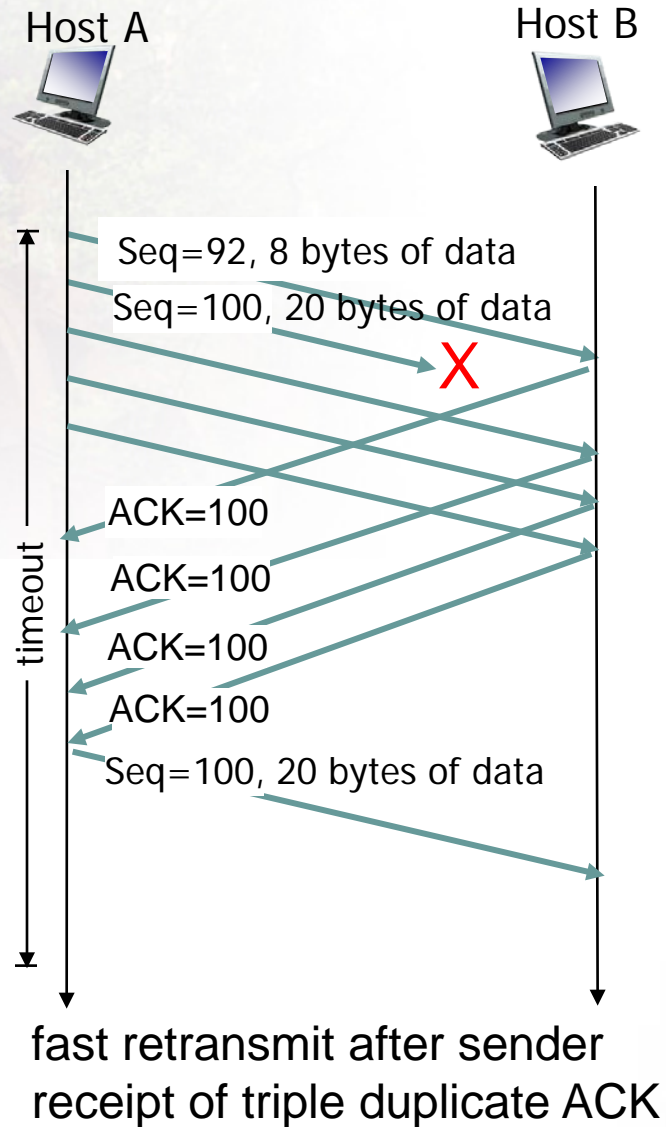 Host A
Host B
Seq=92, 8 bytes of data
Seq=100, 20 bytes of data
X
ACK=100
ACK=100
ACK=100
ACK=100
timeout
Seq=100, 20 bytes of data
fast retransmit after sender
receipt of triple duplicate ACK